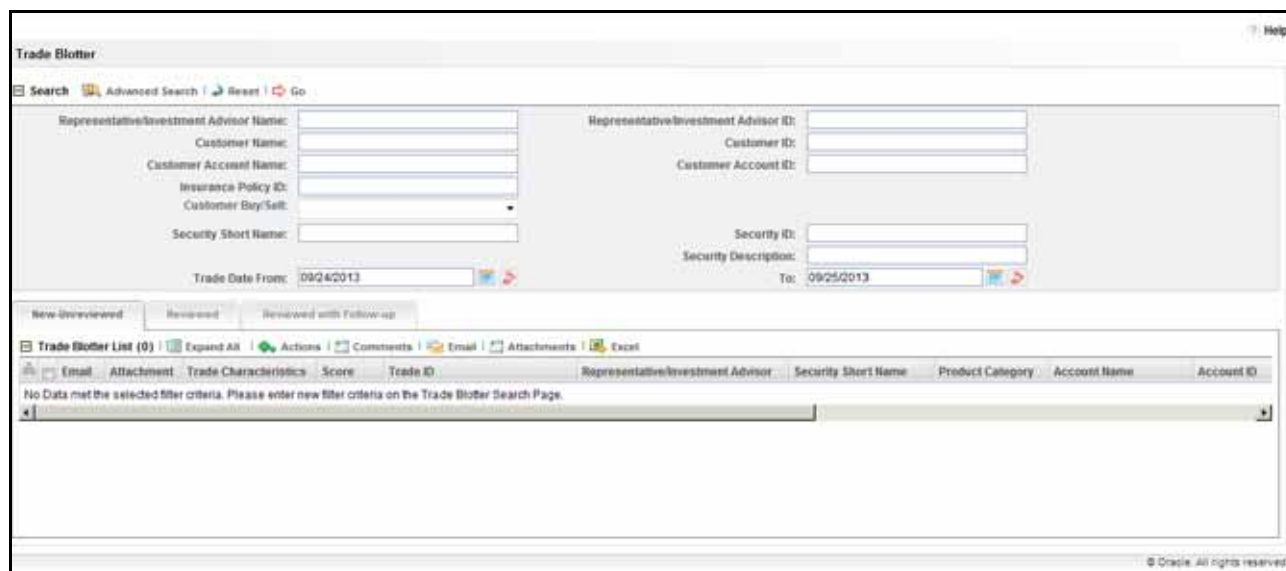 Help
Trade Blotter
Search Advanced Search | Reset | Go
Representative/Investment Advisor Name: Representative/Investment Advisor ID:
Customer Name: Customer ID:
Customer Account Name: Customer Account ID:
Insurance Policy ID:
Customer Buy/Sell:
Security Short Name: Security ID:
Security Description:
Trade Date From: 09/24/2013 To: 09/25/2013
New-Unreviewed Reviewed Reviewed with Follow-up
Trade Blotter List (0) | Expand All | Actions | Comments | Email | Attachments | Excel
Email Attachment Trade Characteristics Score Trade ID Representative/Investment Advisor Security Short Name Product Category Account Name Account ID
No Data met the selected filter criteria. Please enter new filter criteria on the Trade Blotter Search Page.
© Oracle. All rights reserved